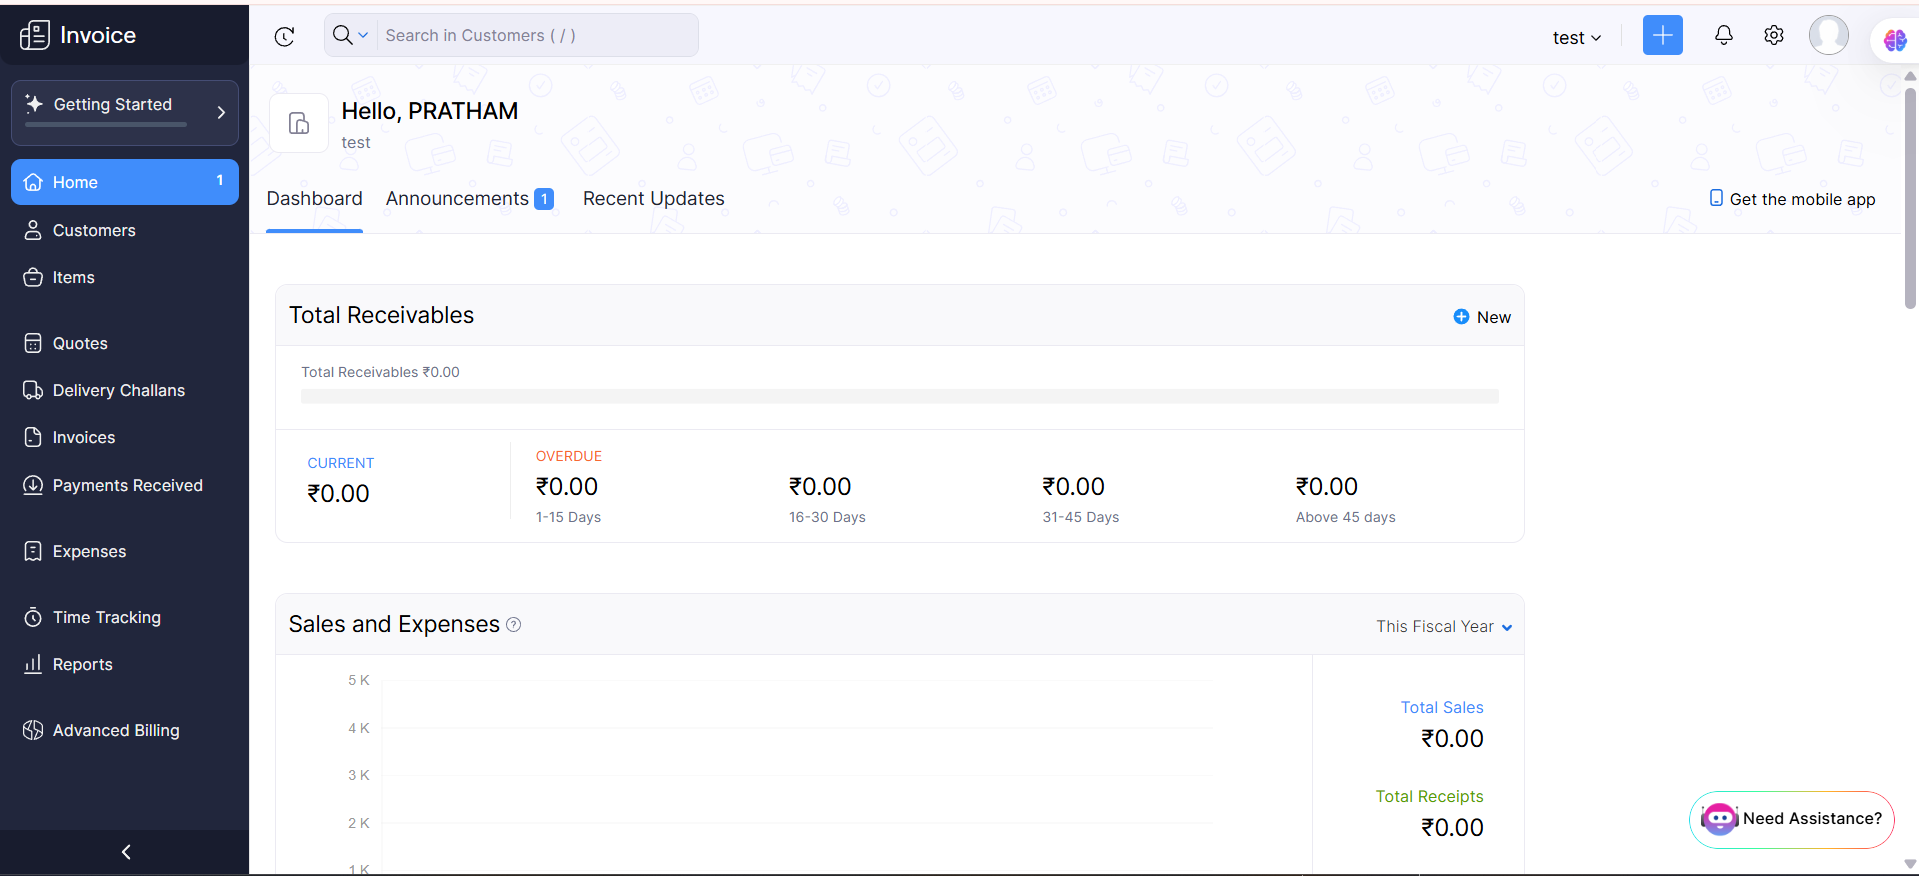 Invoice
Search in Customers ( / )
test
Getting Started
Hello, PRATHAM
test
Home 1
Customers
Items
Quotes
Delivery Challans
Invoices
Payments Received
Expenses
Time Tracking
Reports
Advanced Billing
Dashboard Announcements 1 Recent Updates
Get the mobile app
Total Receivables
New
Total Receivables ₹0.00
CURRENT
₹0.00
OVERDUE
₹0.00 ₹0.00 ₹0.00 ₹0.00
1-15 Days 16-30 Days 31-45 Days Above 45 days
Sales and Expenses ?
This Fiscal Year
5 K
4 K
3 K
2 K
1 K
Total Sales
₹0.00
Total Receipts
₹0.00
Need Assistance?